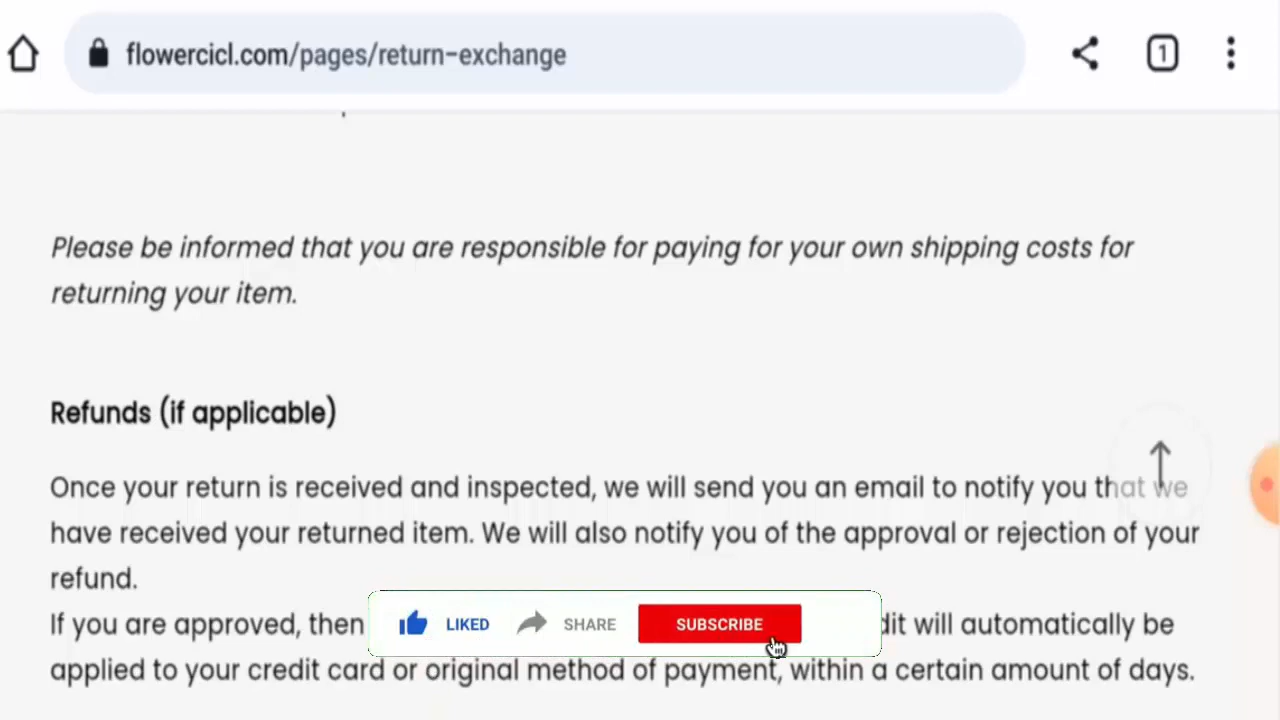 flowercicl.com/pages/return-exchange
1
Please be informed that you are responsible for paying for your own shipping costs for
returning your item.
Refunds (if applicable)
Once your return is received and inspected, we will send you an email to notify you that we
have received your returned item. We will also notify you of the approval or rejection of your
refund.
If you are approved, then
LIKED
SHARE
SUBSCRIBE
dit will automatically be
applied to your credit card or original method of payment, within a certain amount of days.